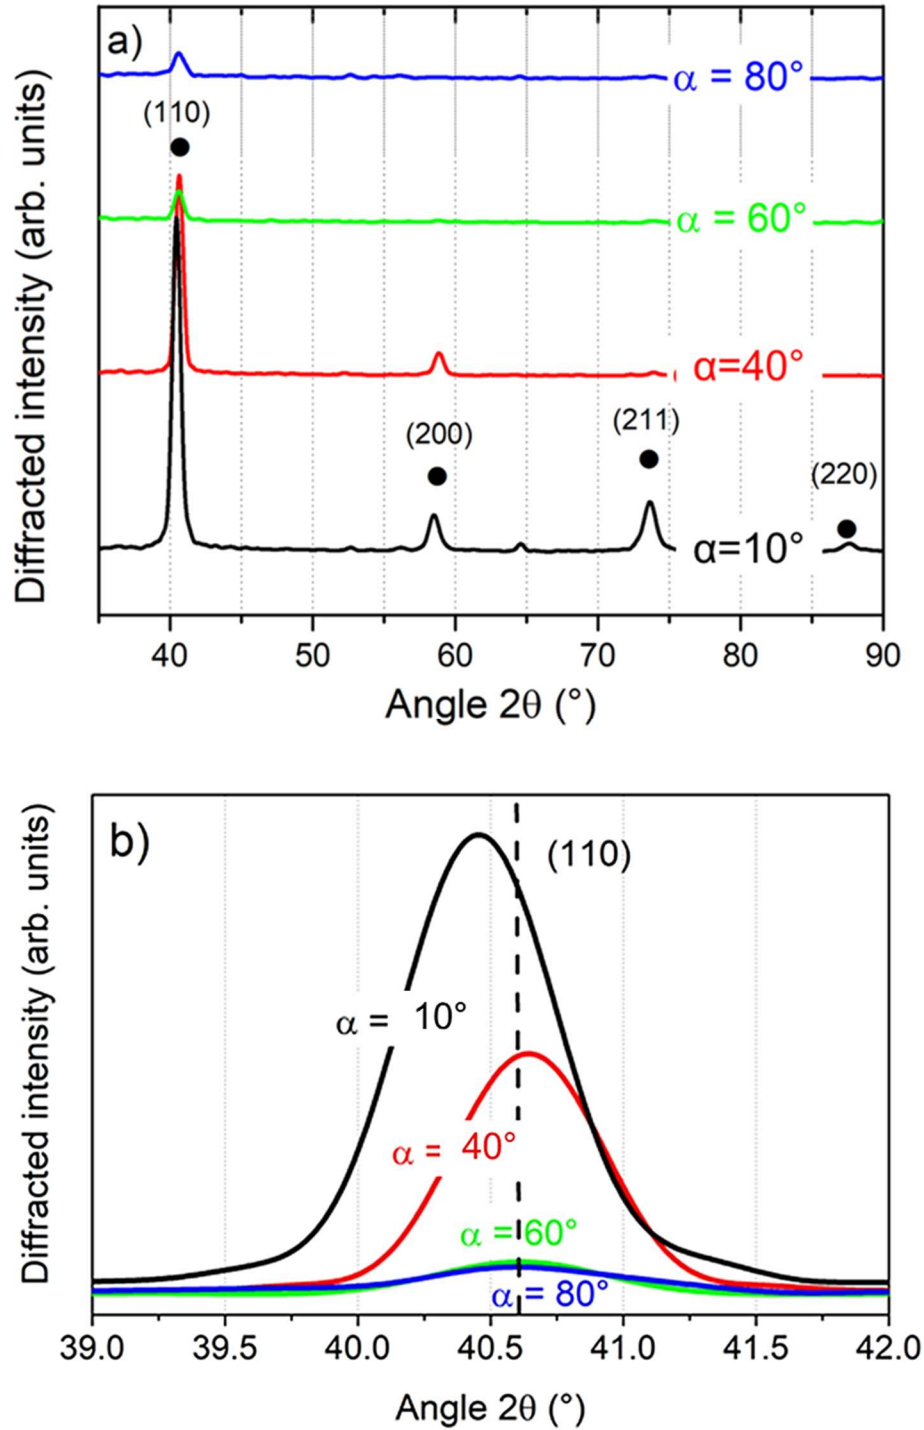 a)
α = 80°
(110)
α = 60°
α=40°
(200)
(211)
(220)
α=10°
Diffracted intensity (arb. units)
40 50 60 70 80 90
Angle 2θ (°)
b)
(110)
α = 10°
α = 40°
α = 60°
α = 80°
Diffracted intensity (arb. units)
39.0 39.5 40.0 40.5 41.0 41.5 42.0
Angle 2θ (°)